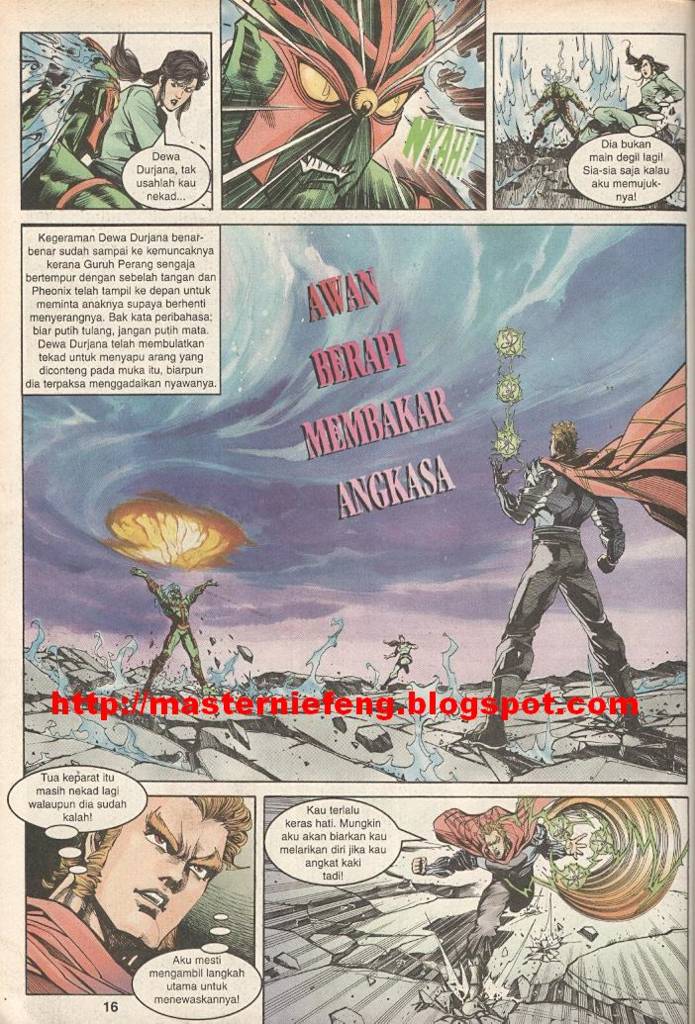 Dewa
Durjana, tak
usahlah kau
nekad...
NYAH!
Dia bukan
main degil lagi!
Sia-sia saja kalau
aku memujuk-
nya!
Kegeraman Dewa Durjana benar-
benar sudah sampai ke kemuncaknya
kerana Guruh Perang sengaja
bertempur dengan sebelah tangan dan
Pheonix telah tampil ke depan untuk
meminta anaknya supaya berhenti
menyerangnya. Bak kata peribahasa;
biar putih tulang, jangan putih mata.
Dewa Durjana telah membulatkan
tekad untuk menyapu arang yang
diconteng pada muka itu, biarpun
dia terpaksa menggadaikan nyawanya.
AWAN
BERAPI
MEMBAKAR
ANGKASA
http://masterniefeng.blogspot.com
Tua keparat itu
masih nekad lagi
walaupun dia sudah
kalah!
Aku mesti
mengambil langkah
utama untuk
menewaskannya!
Kau terlalu
keras hati. Mungkin
aku akan biarkan kau
melarikan diri jika kau
angkat kaki
tadi!
16